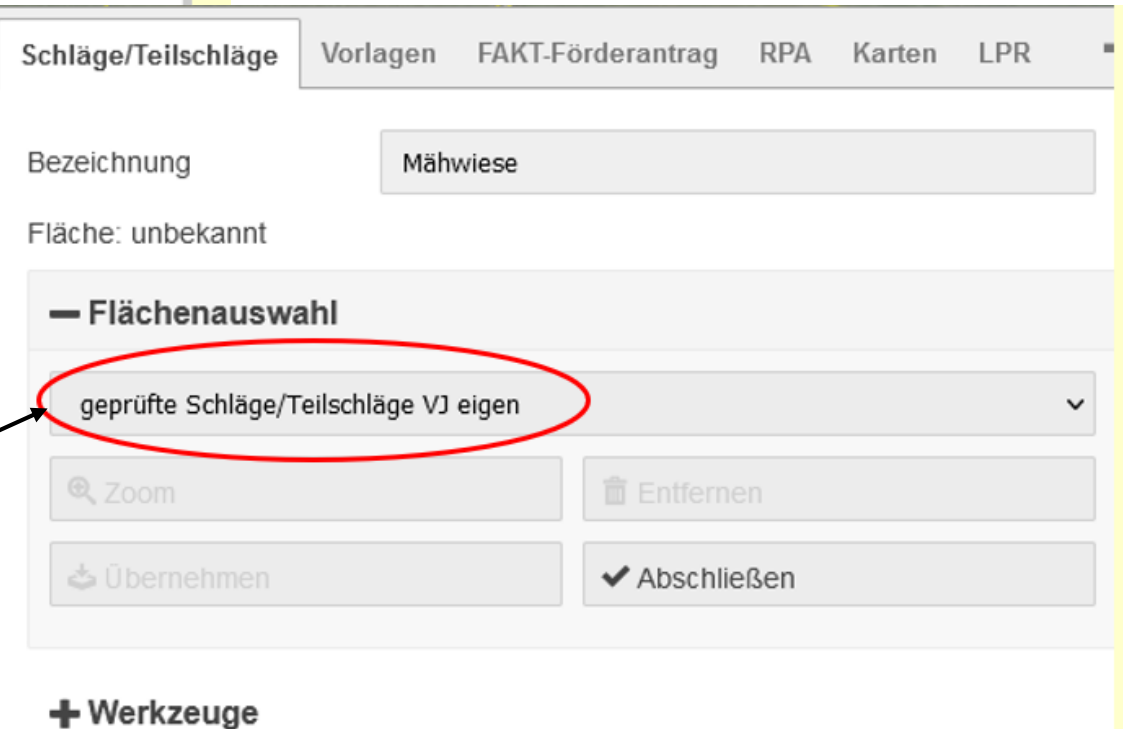 Schläge/Teilschläge Vorlagen FAKT-Förderantrag RPA Karten LPR
Bezeichnung Mähwiese
Fläche: unbekannt
Flächenauswahl
geprüfte Schläge/Teilschläge VJ eigen
Zoom Entfernen
Übernehmen Abschließen
Werkzeuge